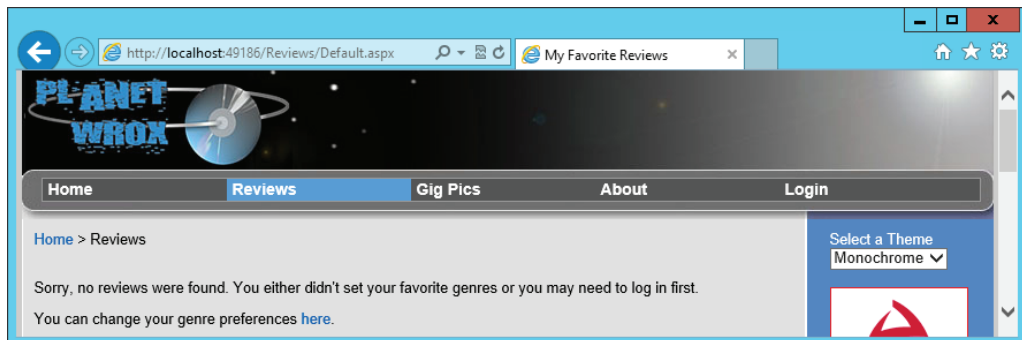 http://localhost:49186/Reviews/Default.aspx
My Favorite Reviews
PLANET
WROX
Home Reviews Gig Pics About Login
Home > Reviews
Select a Theme
Monochrome
Sorry, no reviews were found. You either didn't set your favorite genres or you may need to log in first.
You can change your genre preferences here.